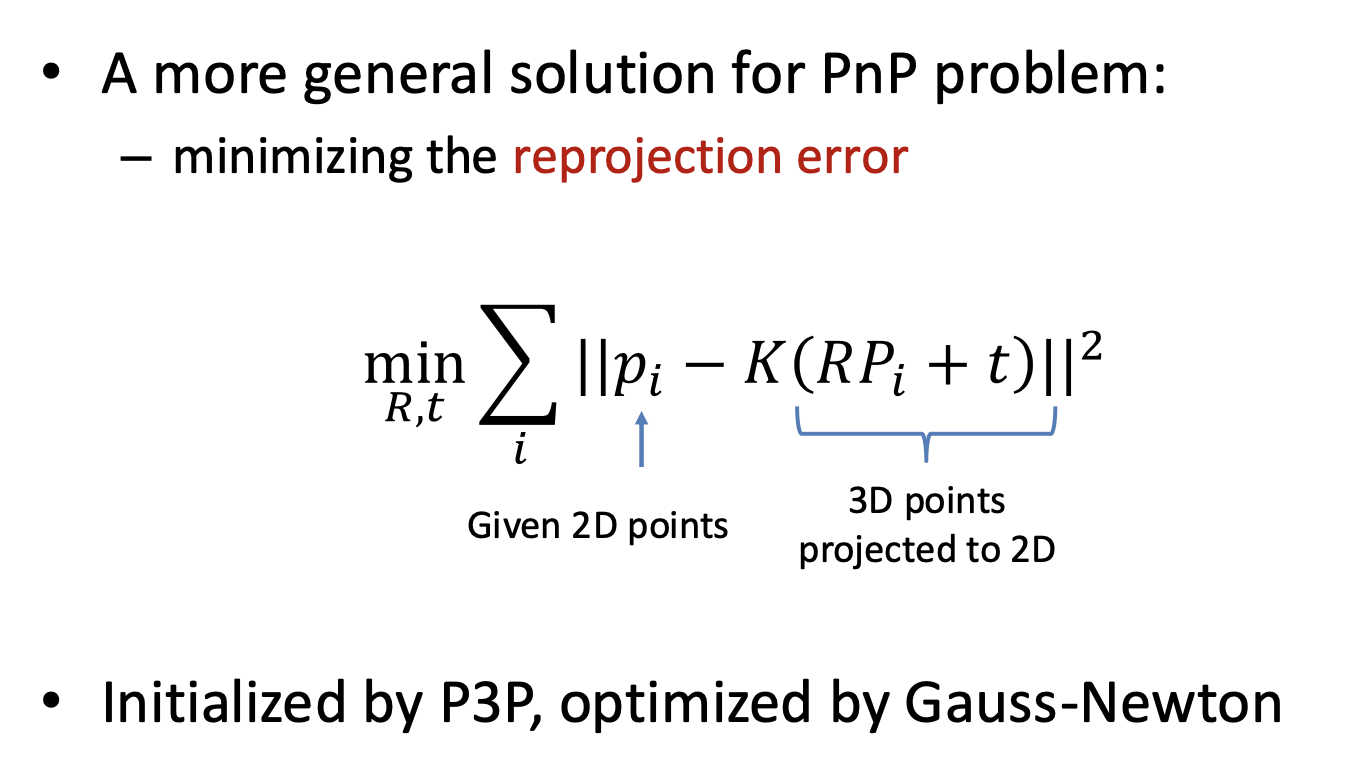 • A more general solution for PnP problem:
– minimizing the reprojection error
min_{R,t} ∑_i ||p_i − K(RP_i + t)||²
Given 2D points
3D points
projected to 2D
• Initialized by P3P, optimized by Gauss-Newton